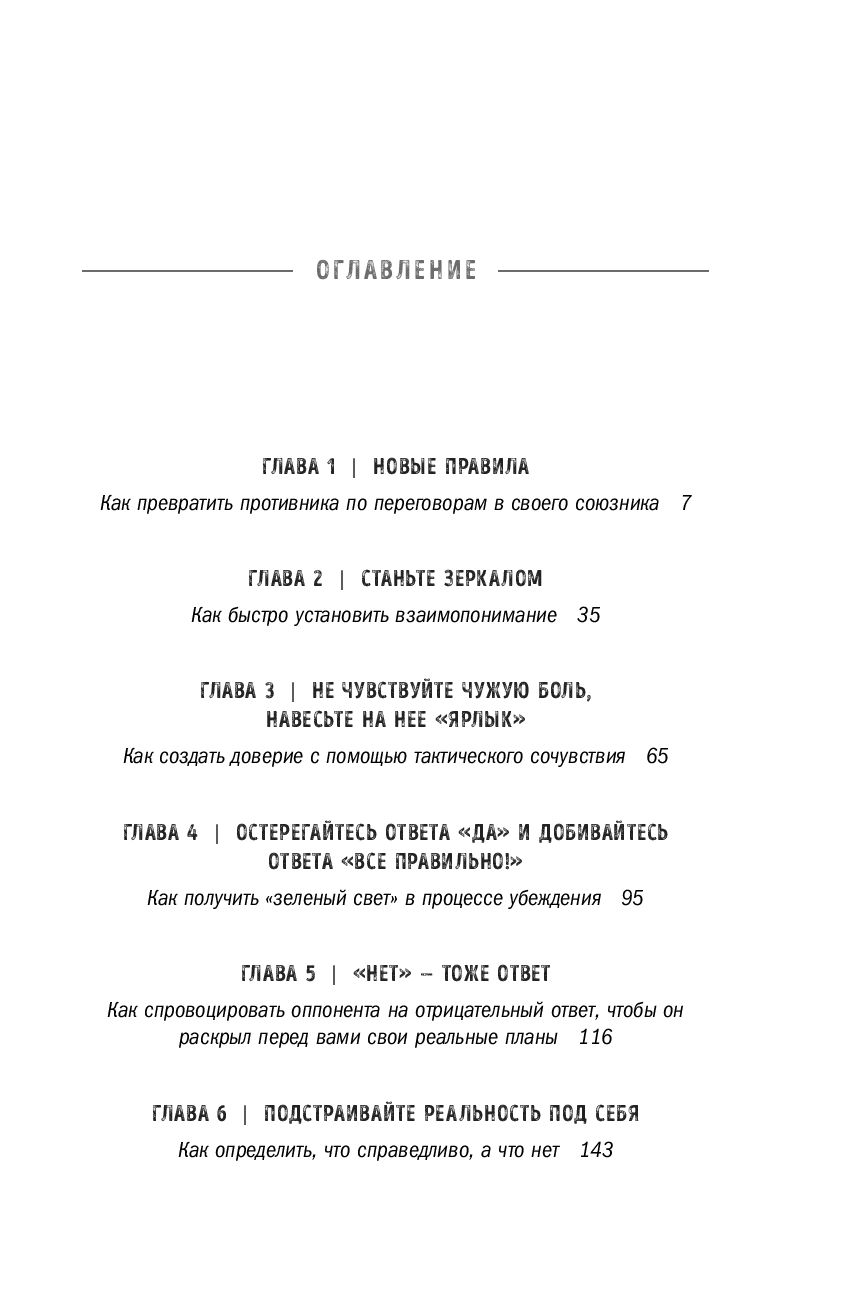 ОГЛАВЛЕНИЕ
ГЛАВА 1 | НОВЫЕ ПРАВИЛА
Как превратить противника по переговорам в своего союзника 7
ГЛАВА 2 | СТАНЬТЕ ЗЕРКАЛОМ
Как быстро установить взаимопонимание 35
ГЛАВА 3 | НЕ ЧУВСТВУЙТЕ ЧУЖУЮ БОЛЬ,
НАВЕСЬТЕ НА НЕЕ «ЯРЛЫК»
Как создать доверие с помощью тактического сочувствия 65
ГЛАВА 4 | ОСТЕРЕГАЙТЕСЬ ОТВЕТА «ДА» И ДОБИВАЙТЕСЬ
ОТВЕТА «ВСЕ ПРАВИЛЬНО!»
Как получить «зеленый свет» в процессе убеждения 95
ГЛАВА 5 | «НЕТ» – ТОЖЕ ОТВЕТ
Как спровоцировать оппонента на отрицательный ответ, чтобы он
раскрыл перед вами свои реальные планы 116
ГЛАВА 6 | ПОДСТРАИВАЙТЕ РЕАЛЬНОСТЬ ПОД СЕБЯ
Как определить, что справедливо, а что нет 143